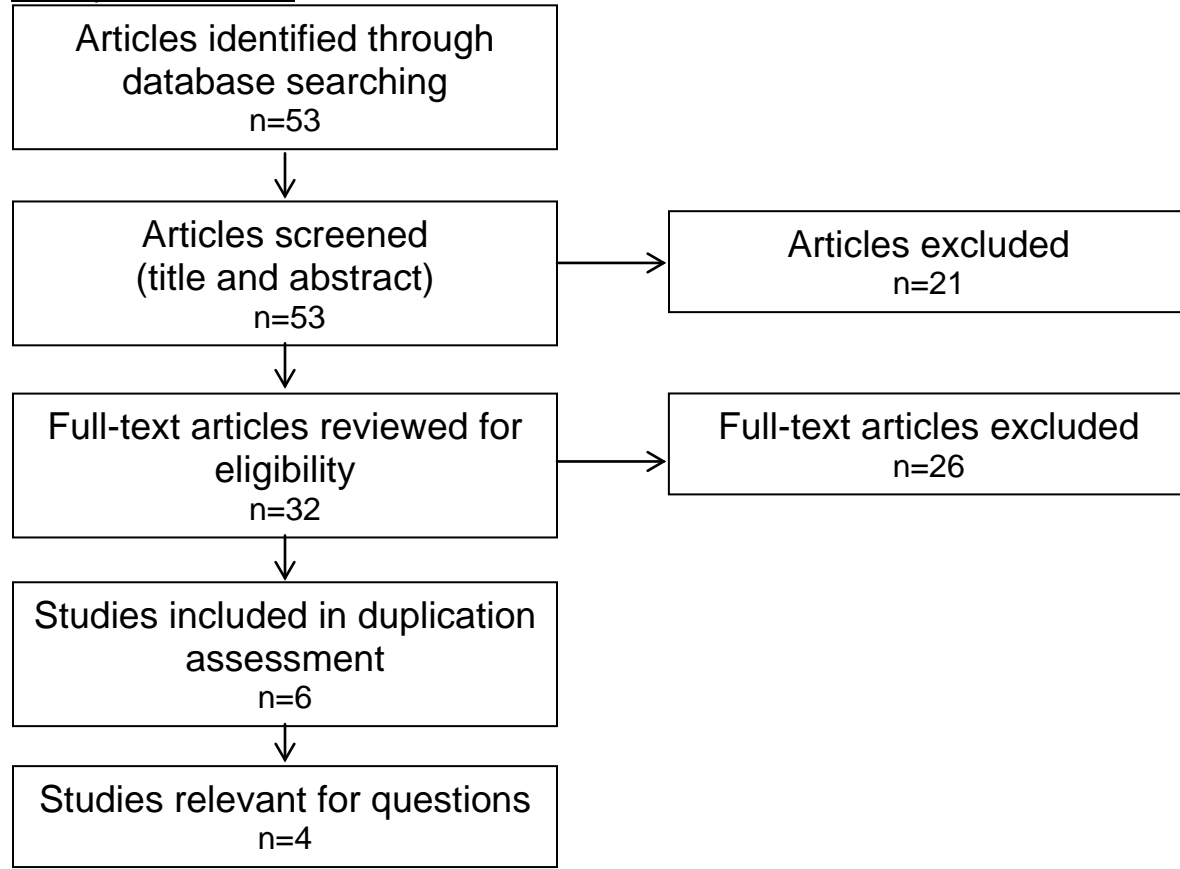 Articles identified through
database searching
n=53
Articles screened
(title and abstract)
n=53
Articles excluded
n=21
Full-text articles reviewed for
eligibility
n=32
Full-text articles excluded
n=26
Studies included in duplication
assessment
n=6
Studies relevant for questions
n=4